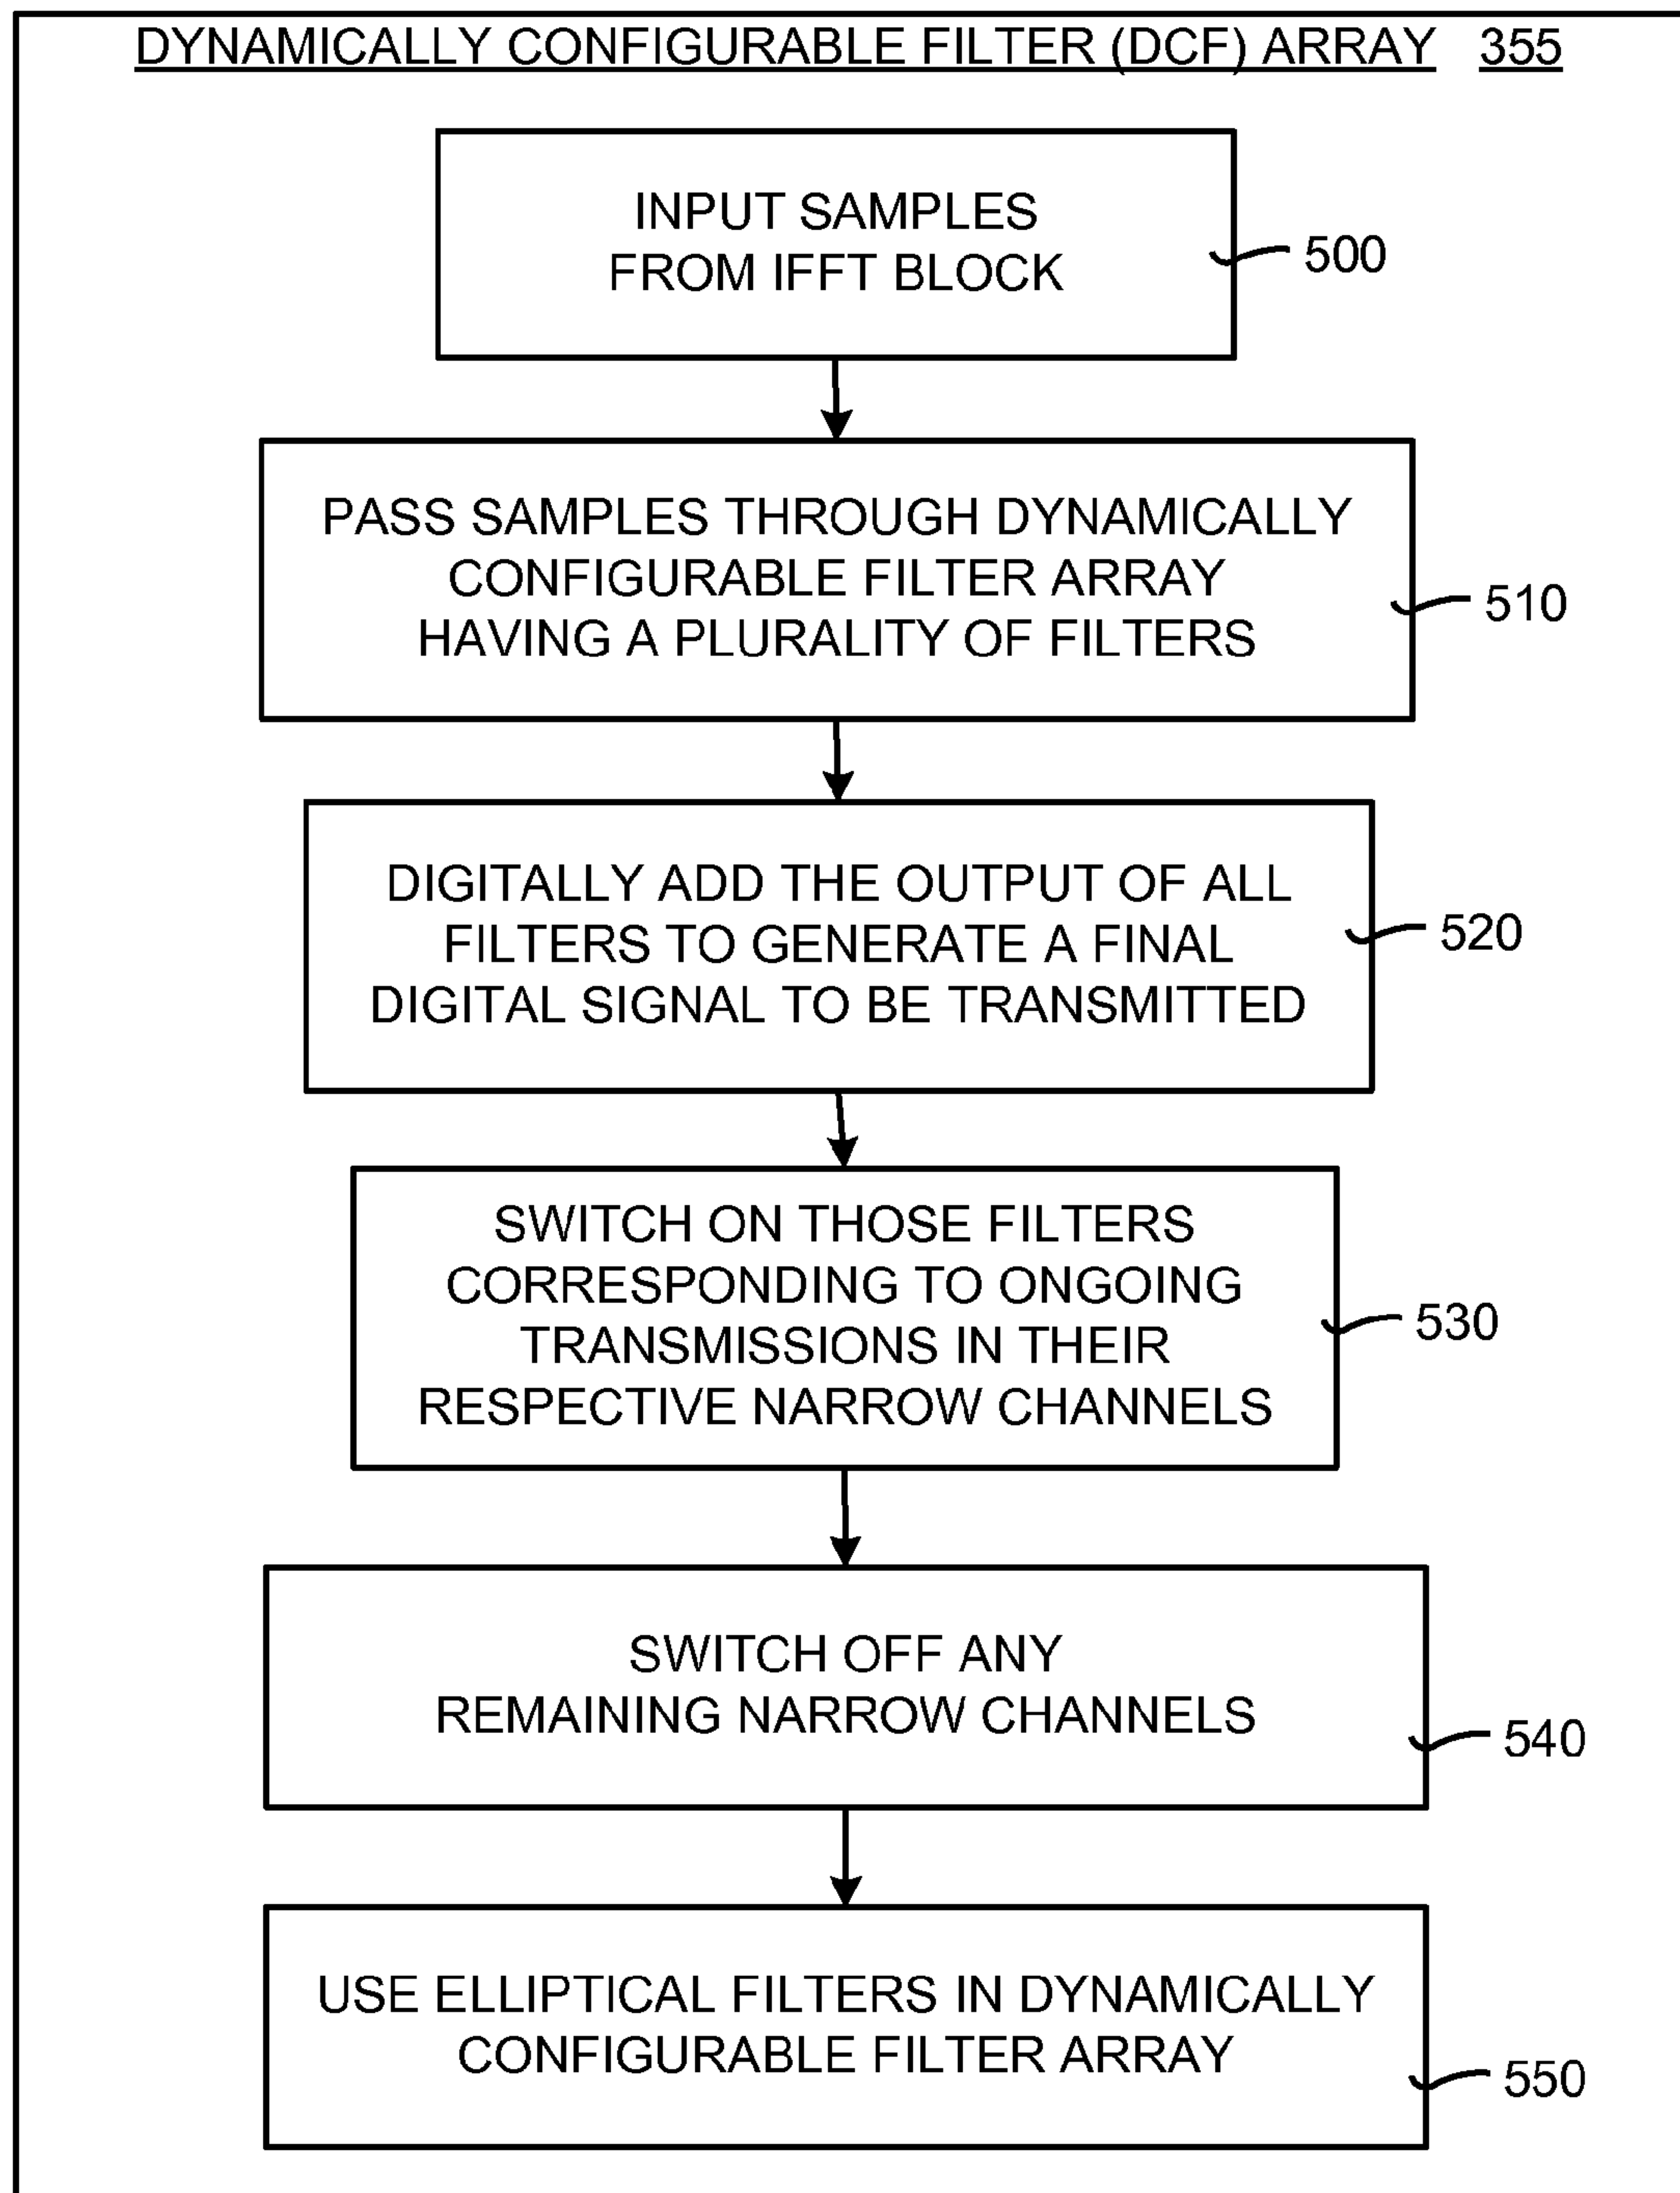 DYNAMICALLY CONFIGURABLE FILTER (DCF) ARRAY 355
INPUT SAMPLES
FROM IFFT BLOCK
500
PASS SAMPLES THROUGH DYNAMICALLY
CONFIGURABLE FILTER ARRAY
HAVING A PLURALITY OF FILTERS
510
DIGITALLY ADD THE OUTPUT OF ALL
FILTERS TO GENERATE A FINAL
DIGITAL SIGNAL TO BE TRANSMITTED
520
SWITCH ON THOSE FILTERS
CORRESPONDING TO ONGOING
TRANSMISSIONS IN THEIR
RESPECTIVE NARROW CHANNELS
530
SWITCH OFF ANY
REMAINING NARROW CHANNELS
540
USE ELLIPTICAL FILTERS IN DYNAMICALLY
CONFIGURABLE FILTER ARRAY
550